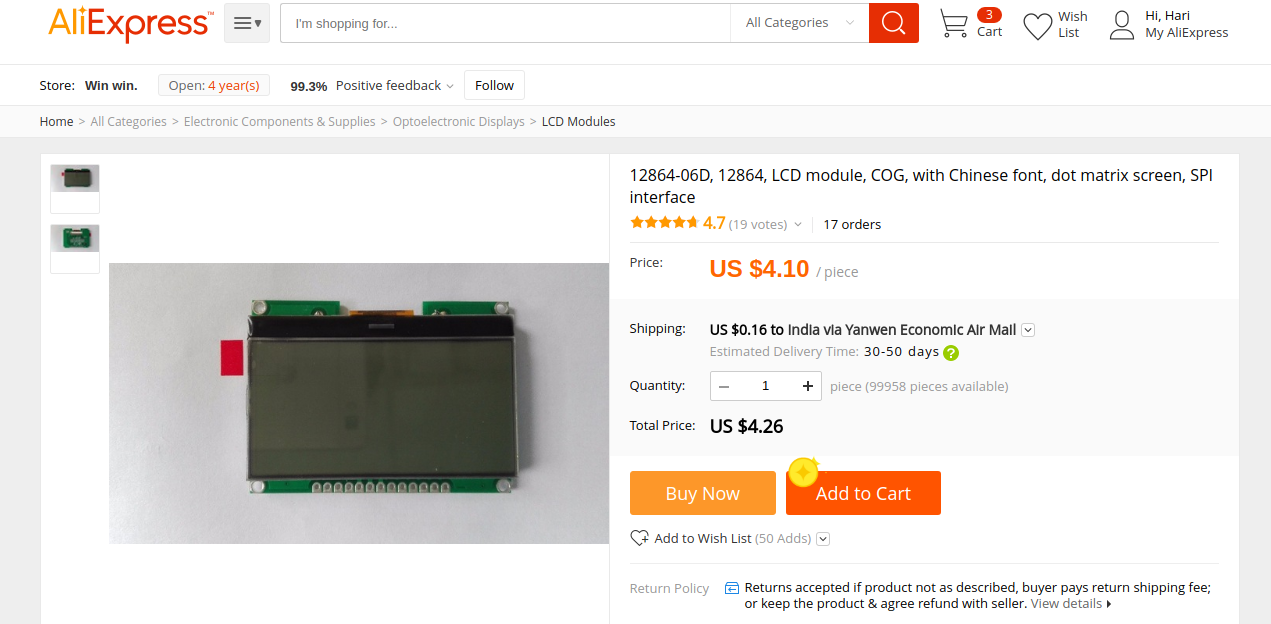 AliExpress™
I'm shopping for...
All Categories
3
Cart
Wish
List
Hi, Hari
My AliExpress
Store: Win win. Open: 4 year(s) 99.3% Positive feedback Follow
Home > All Categories > Electronic Components & Supplies > Optoelectronic Displays > LCD Modules
12864-06D, 12864, LCD module, COG, with Chinese font, dot matrix screen, SPI
interface
4.7 (19 votes) 17 orders
Price: US $4.10 / piece
Shipping: US $0.16 to India via Yanwen Economic Air Mail
Estimated Delivery Time: 30-50 days ?
Quantity: – 1 + piece (99958 pieces available)
Total Price: US $4.26
Buy Now Add to Cart
Add to Wish List (50 Adds)
Return Policy Returns accepted if product not as described, buyer pays return shipping fee;
or keep the product & agree refund with seller. View details